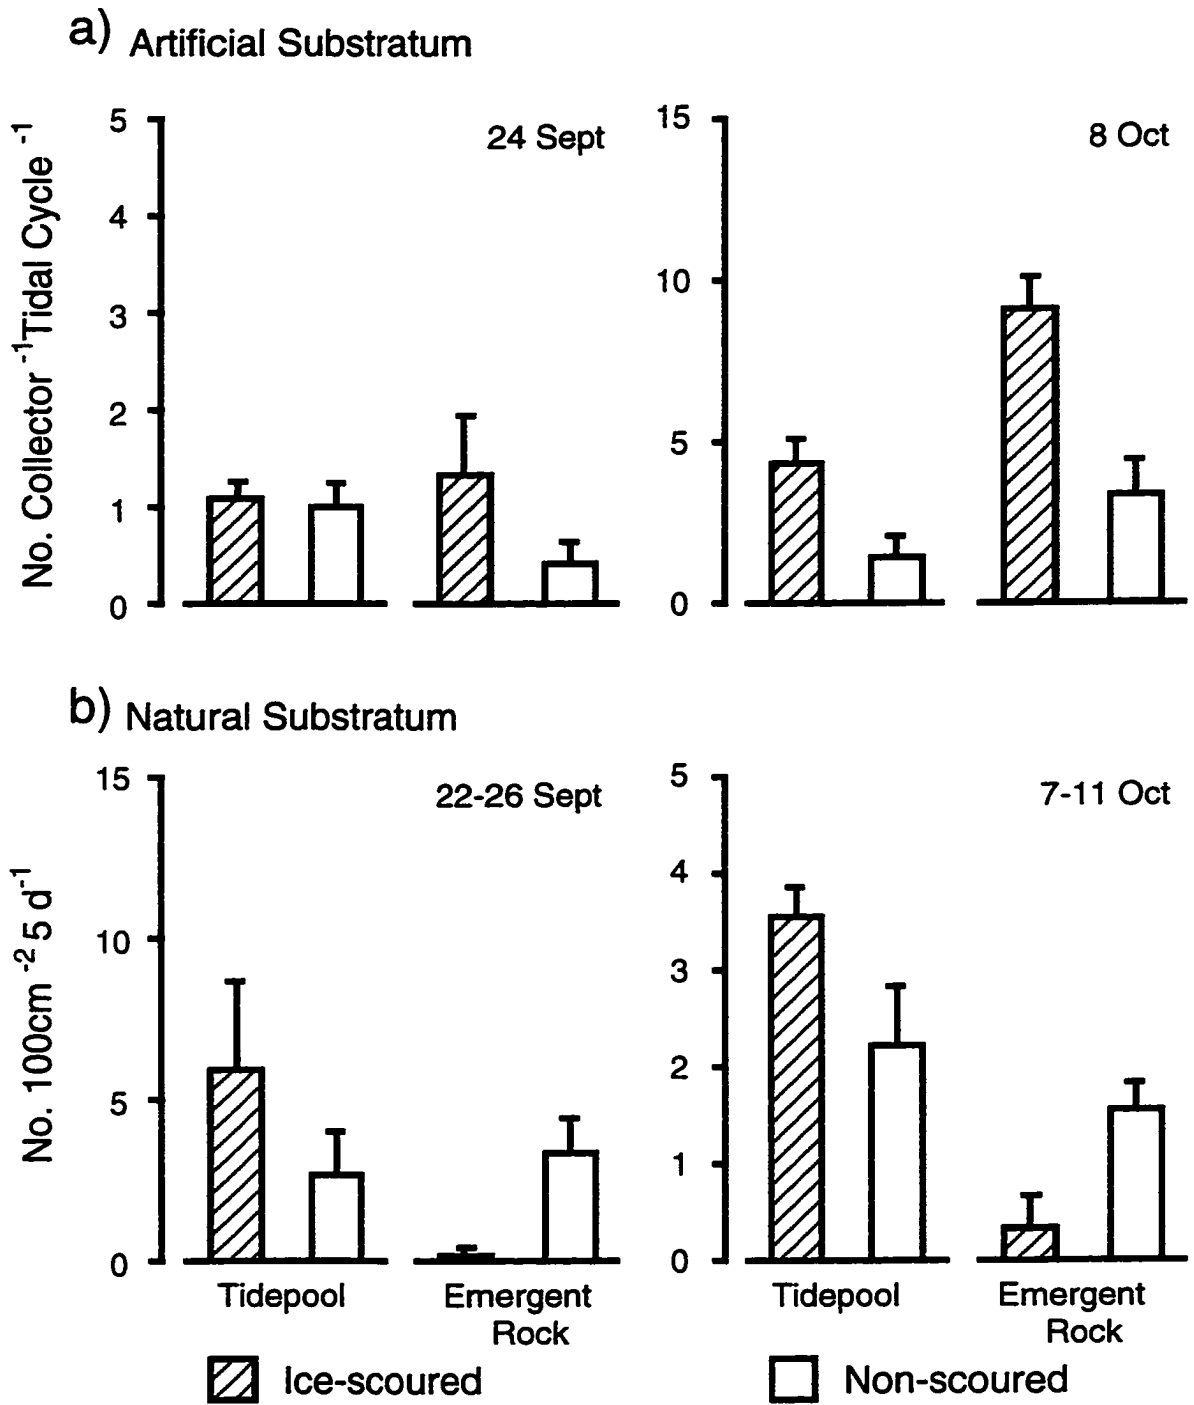 a) Artificial Substratum
No. Collector -1 Tidal Cycle -1
24 Sept
5
4
3
2
1
0
8 Oct
15
10
5
0
b) Natural Substratum
No. 100cm -2 5 d-1
22-26 Sept
15
10
5
0
Tidepool
Emergent
Rock
7-11 Oct
5
4
3
2
1
0
Tidepool
Emergent
Rock
Ice-scoured
Non-scoured